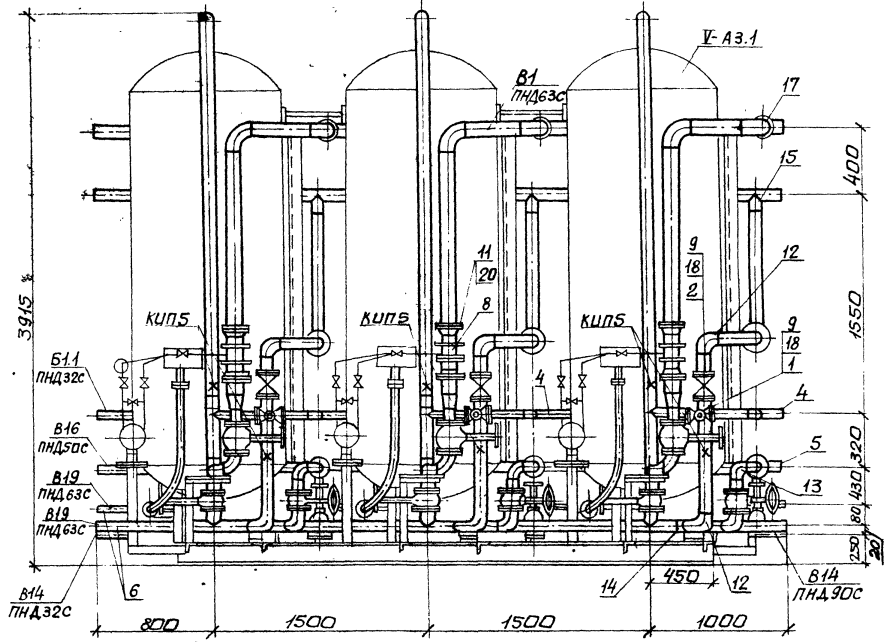 V-АЗ.1
В1
ПНД63С
17
15
400
3915
11
20
8
9
18
2
12
КИП5
КИП5
КИП5
9
18
1
1550
Б1.1
ПНД32С
4
4
В16
ПНД50С
5
320
В19
ПНД63С
13
430
В19
ПНД63С
80
250
20
В14
ПНД32С
6
14
450
12
В14
ПНД90С
800
1500
1500
1000